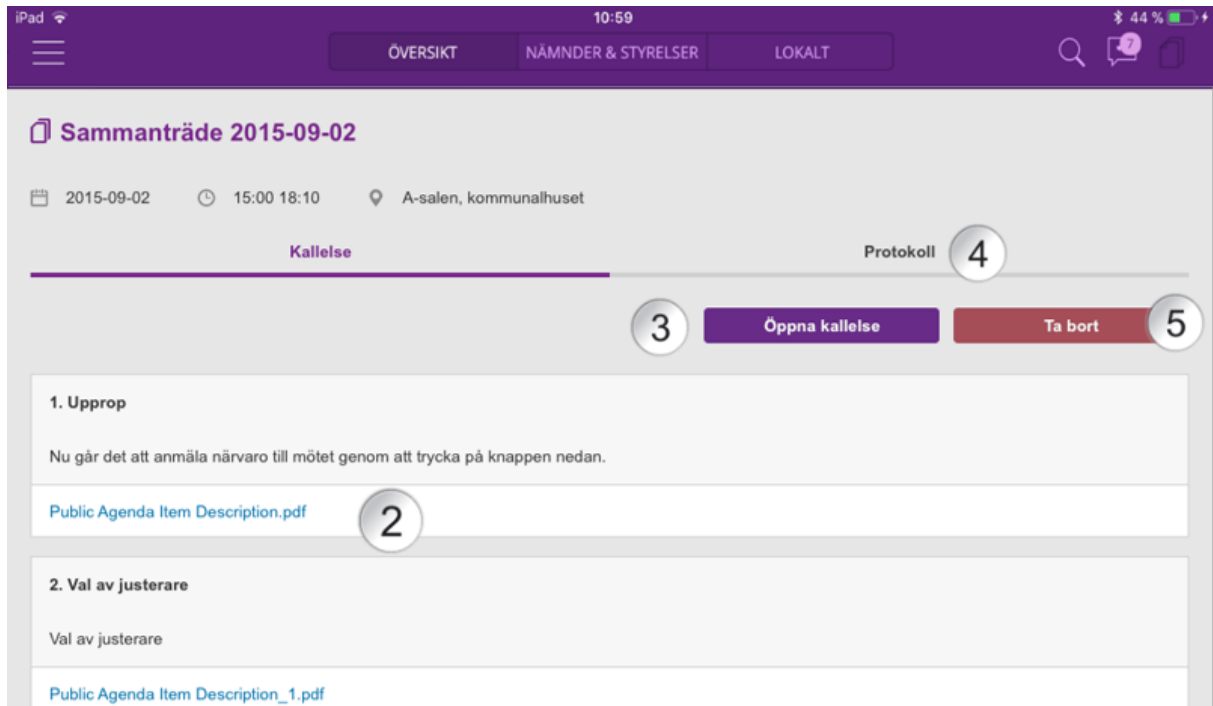 iPad 10:59 44 %
ÖVERSIKT NÄMNDER & STYRELSER LOKALT 7
Sammanträde 2015-09-02
2015-09-02 15:00 18:10 A-salen, kommunalhuset
Kallelse Protokoll 4
3 Öppna kallelse Ta bort 5
1. Upprop
Nu går det att anmäla närvaro till mötet genom att trycka på knappen nedan.
Public Agenda Item Description.pdf 2
2. Val av justerare
Val av justerare
Public Agenda Item Description_1.pdf